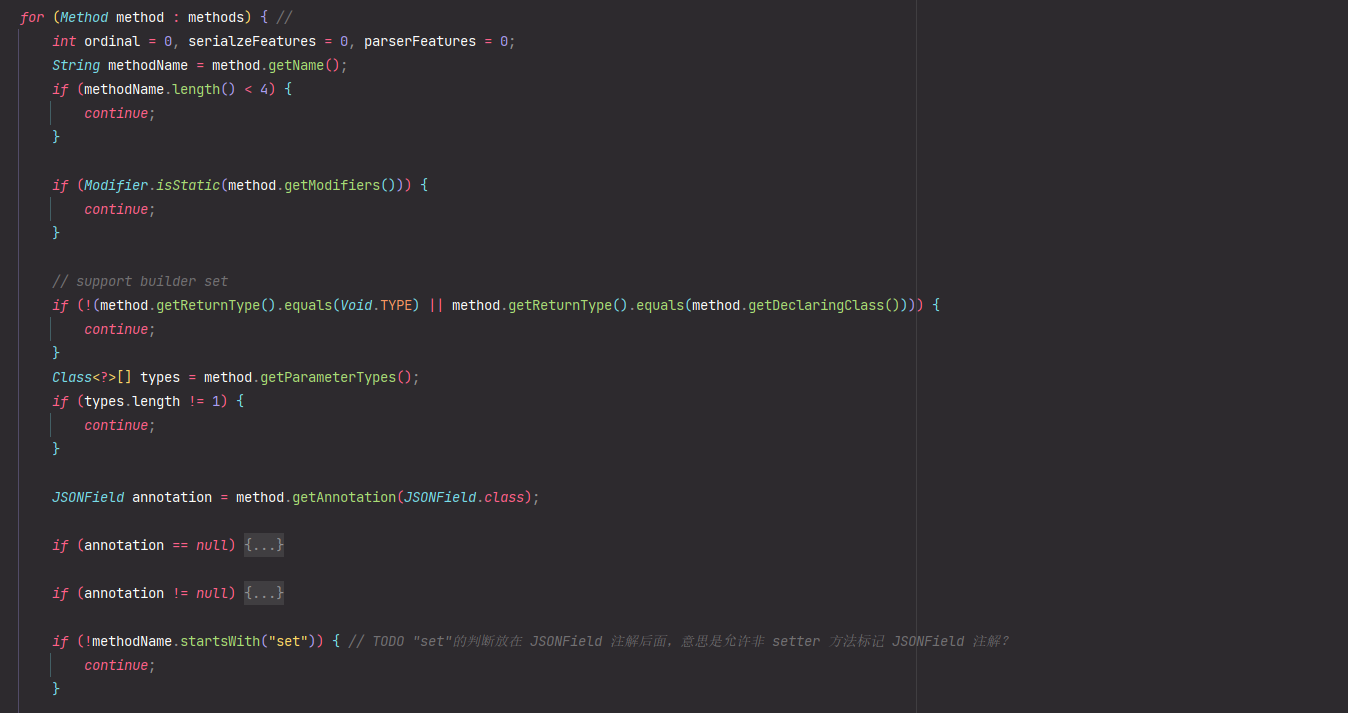 for (Method method : methods) { //
int ordinal = 0, serialzeFeatures = 0, parserFeatures = 0;
String methodName = method.getName();
if (methodName.length() < 4) {
continue;
}
if (Modifier.isStatic(method.getModifiers())) {
continue;
}
// support builder set
if (!(method.getReturnType().equals(Void.TYPE) || method.getReturnType().equals(method.getDeclaringClass()))) {
continue;
}
Class<?>[] types = method.getParameterTypes();
if (types.length != 1) {
continue;
}
JSONField annotation = method.getAnnotation(JSONField.class);
if (annotation == null) {...}
if (annotation != null) {...}
if (!methodName.startsWith("set")) { // TODO "set"的判断放在 JSONField 注解后面，意思是允许非 setter 方法标记 JSONField 注解?
continue;
}